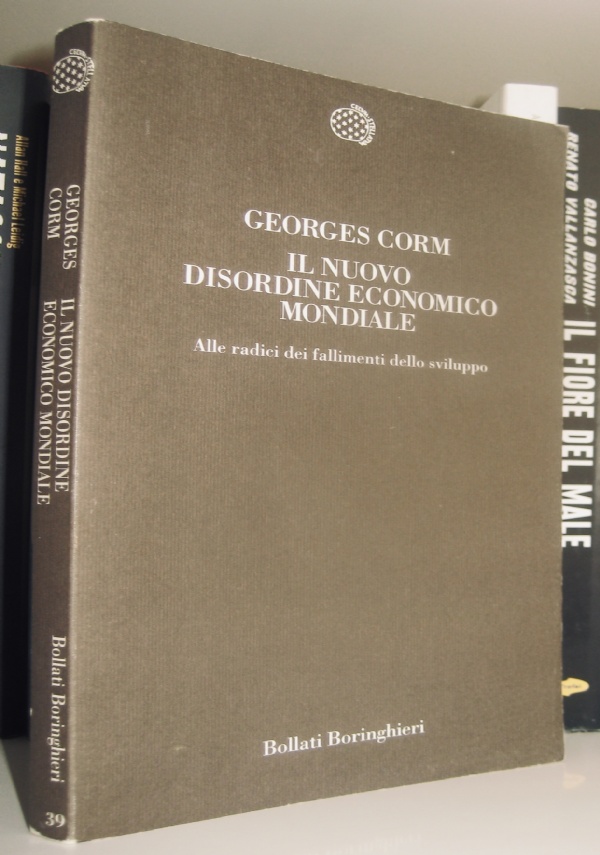 GEORGES CORM
IL NUOVO
DISORDINE ECONOMICO
MONDIALE
Alle radici dei fallimenti dello sviluppo
Bollati Boringhieri
GEORGES
CORM
IL NUOVO DISORDINE
ECONOMICO MONDIALE
Bollati Boringhieri
39
CARLO BONINI
RENATO VALLANZASCA
IL FIORE DEL MALE